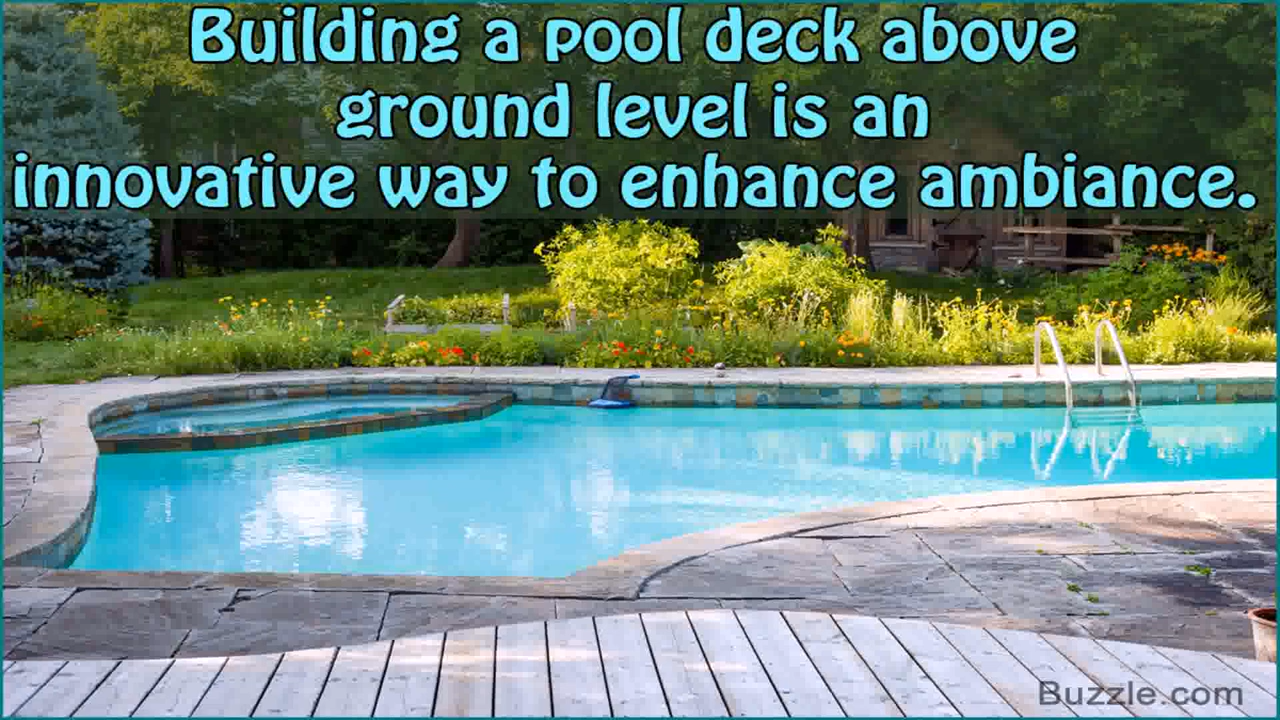 Building a pool deck above
ground level is an
innovative way to enhance ambiance.
Buzzle.com